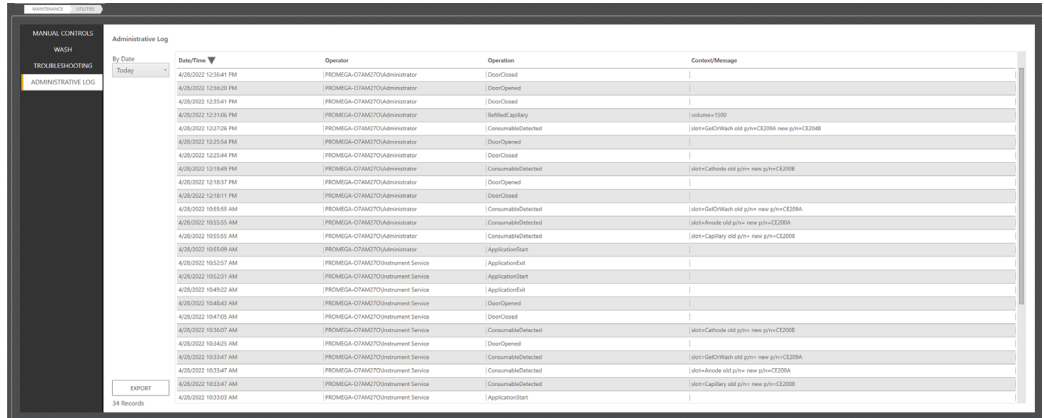 MAINTENANCE UTILITIES
MANUAL CONTROLS
WASH
TROUBLESHOOTING
ADMINISTRATIVE LOG
Administrative Log
By Date
Today
EXPORT
34 Records
Date/Time Operator Operation Context/Message
4/28/2022 12:36:41 PM PROMEGA-O7AM27O\Administrator DoorClosed
4/28/2022 12:36:20 PM PROMEGA-O7AM27O\Administrator DoorOpened
4/28/2022 12:35:41 PM PROMEGA-O7AM27O\Administrator DoorClosed
4/28/2022 12:31:06 PM PROMEGA-O7AM27O\Administrator RefilledCapillary volume=1500
4/28/2022 12:27:26 PM PROMEGA-O7AM27O\Administrator ConsumableDetected slot=GelOrWash old p/n=CE209A new p/n=CE204B
4/28/2022 12:25:54 PM PROMEGA-O7AM27O\Administrator DoorOpened
4/28/2022 12:25:44 PM PROMEGA-O7AM27O\Administrator DoorClosed
4/28/2022 12:19:49 PM PROMEGA-O7AM27O\Administrator ConsumableDetected slot=Cathode old p/n= new p/n=CE200B
4/28/2022 12:18:37 PM PROMEGA-O7AM27O\Administrator DoorOpened
4/28/2022 12:18:11 PM PROMEGA-O7AM27O\Administrator DoorClosed
4/28/2022 10:55:55 AM PROMEGA-O7AM27O\Administrator ConsumableDetected slot=GelOrWash old p/n= new p/n=CE209A
4/28/2022 10:55:55 AM PROMEGA-O7AM27O\Administrator ConsumableDetected slot=Anode old p/n= new p/n=CE200A
4/28/2022 10:55:55 AM PROMEGA-O7AM27O\Administrator ConsumableDetected slot=Capillary old p/n= new p/n=CE2008
4/28/2022 10:55:09 AM PROMEGA-O7AM27O\Administrator ApplicationStart
4/28/2022 10:52:57 AM PROMEGA-O7AM27O\Instrument Service ApplicationExit
4/28/2022 10:52:31 AM PROMEGA-O7AM27O\Instrument Service ApplicationStart
4/28/2022 10:49:22 AM PROMEGA-O7AM27O\Instrument Service ApplicationExit
4/28/2022 10:48:43 AM PROMEGA-O7AM27O\Instrument Service DoorOpened
4/28/2022 10:47:05 AM PROMEGA-O7AM27O\Instrument Service DoorClosed
4/28/2022 10:36:07 AM PROMEGA-O7AM27O\Instrument Service ConsumableDetected slot=Cathode old p/n= new p/n=CE200B
4/28/2022 10:34:25 AM PROMEGA-O7AM27O\Instrument Service DoorOpened
4/28/2022 10:33:47 AM PROMEGA-O7AM27O\Instrument Service ConsumableDetected slot=GelOrWash old p/n= new p/n=CE209A
4/28/2022 10:33:47 AM PROMEGA-O7AM27O\Instrument Service ConsumableDetected slot=Anode old p/n= new p/n=CE200A
4/28/2022 10:33:47 AM PROMEGA-O7AM27O\Instrument Service ConsumableDetected slot=Capillary old p/n= new p/n=CE2008
4/28/2022 10:33:03 AM PROMEGA-O7AM27O\Instrument Service ApplicationStart